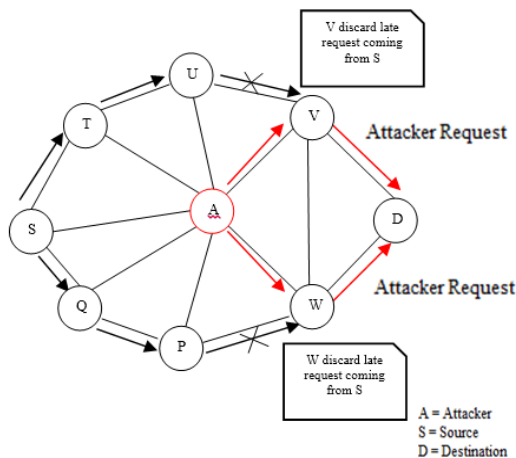 V discard late
request coming
from S
U
T
V
Attacker Request
A
D
S
Q
Attacker Request
W
P
W discard late
request coming
from S
A = Attacker
S = Source
D = Destination